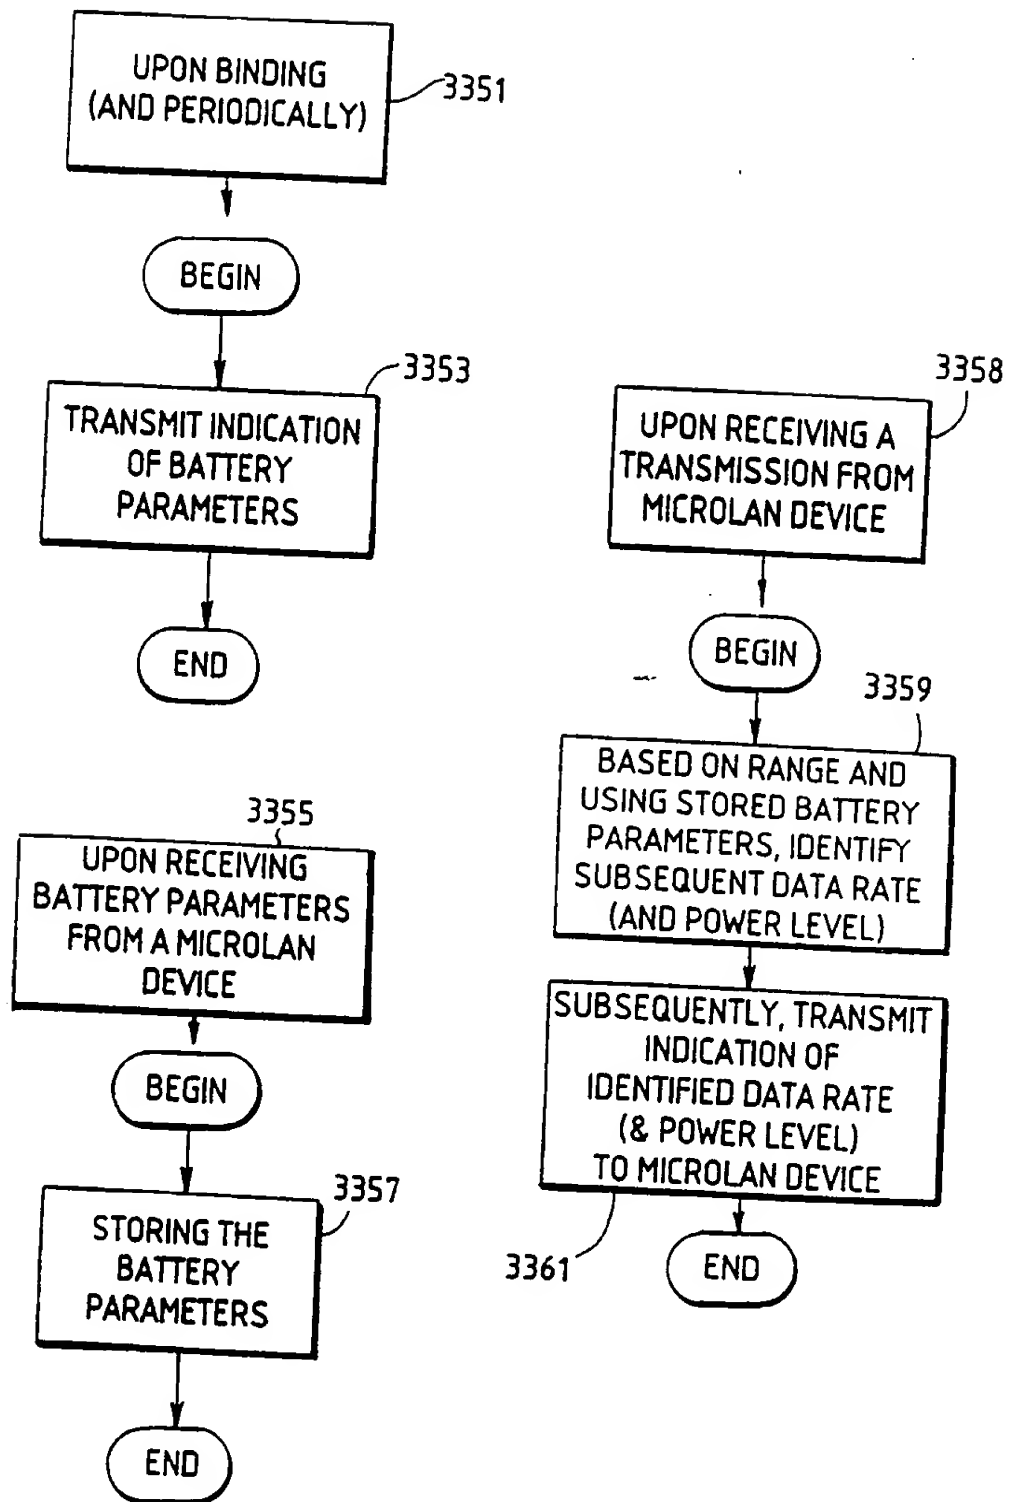 UPON BINDING
(AND PERIODICALLY)
3351
BEGIN
3353
TRANSMIT INDICATION
OF BATTERY
PARAMETERS
END
3355
UPON RECEIVING
BATTERY PARAMETERS
FROM A MICROLAN
DEVICE
BEGIN
3357
STORING THE
BATTERY
PARAMETERS
END
3358
UPON RECEIVING A
TRANSMISSION FROM
MICROLAN DEVICE
BEGIN
3359
BASED ON RANGE AND
USING STORED BATTERY
PARAMETERS, IDENTIFY
SUBSEQUENT DATA RATE
(AND POWER LEVEL)
SUBSEQUENTLY, TRANSMIT
INDICATION OF
IDENTIFIED DATA RATE
(& POWER LEVEL)
TO MICROLAN DEVICE
3361
END